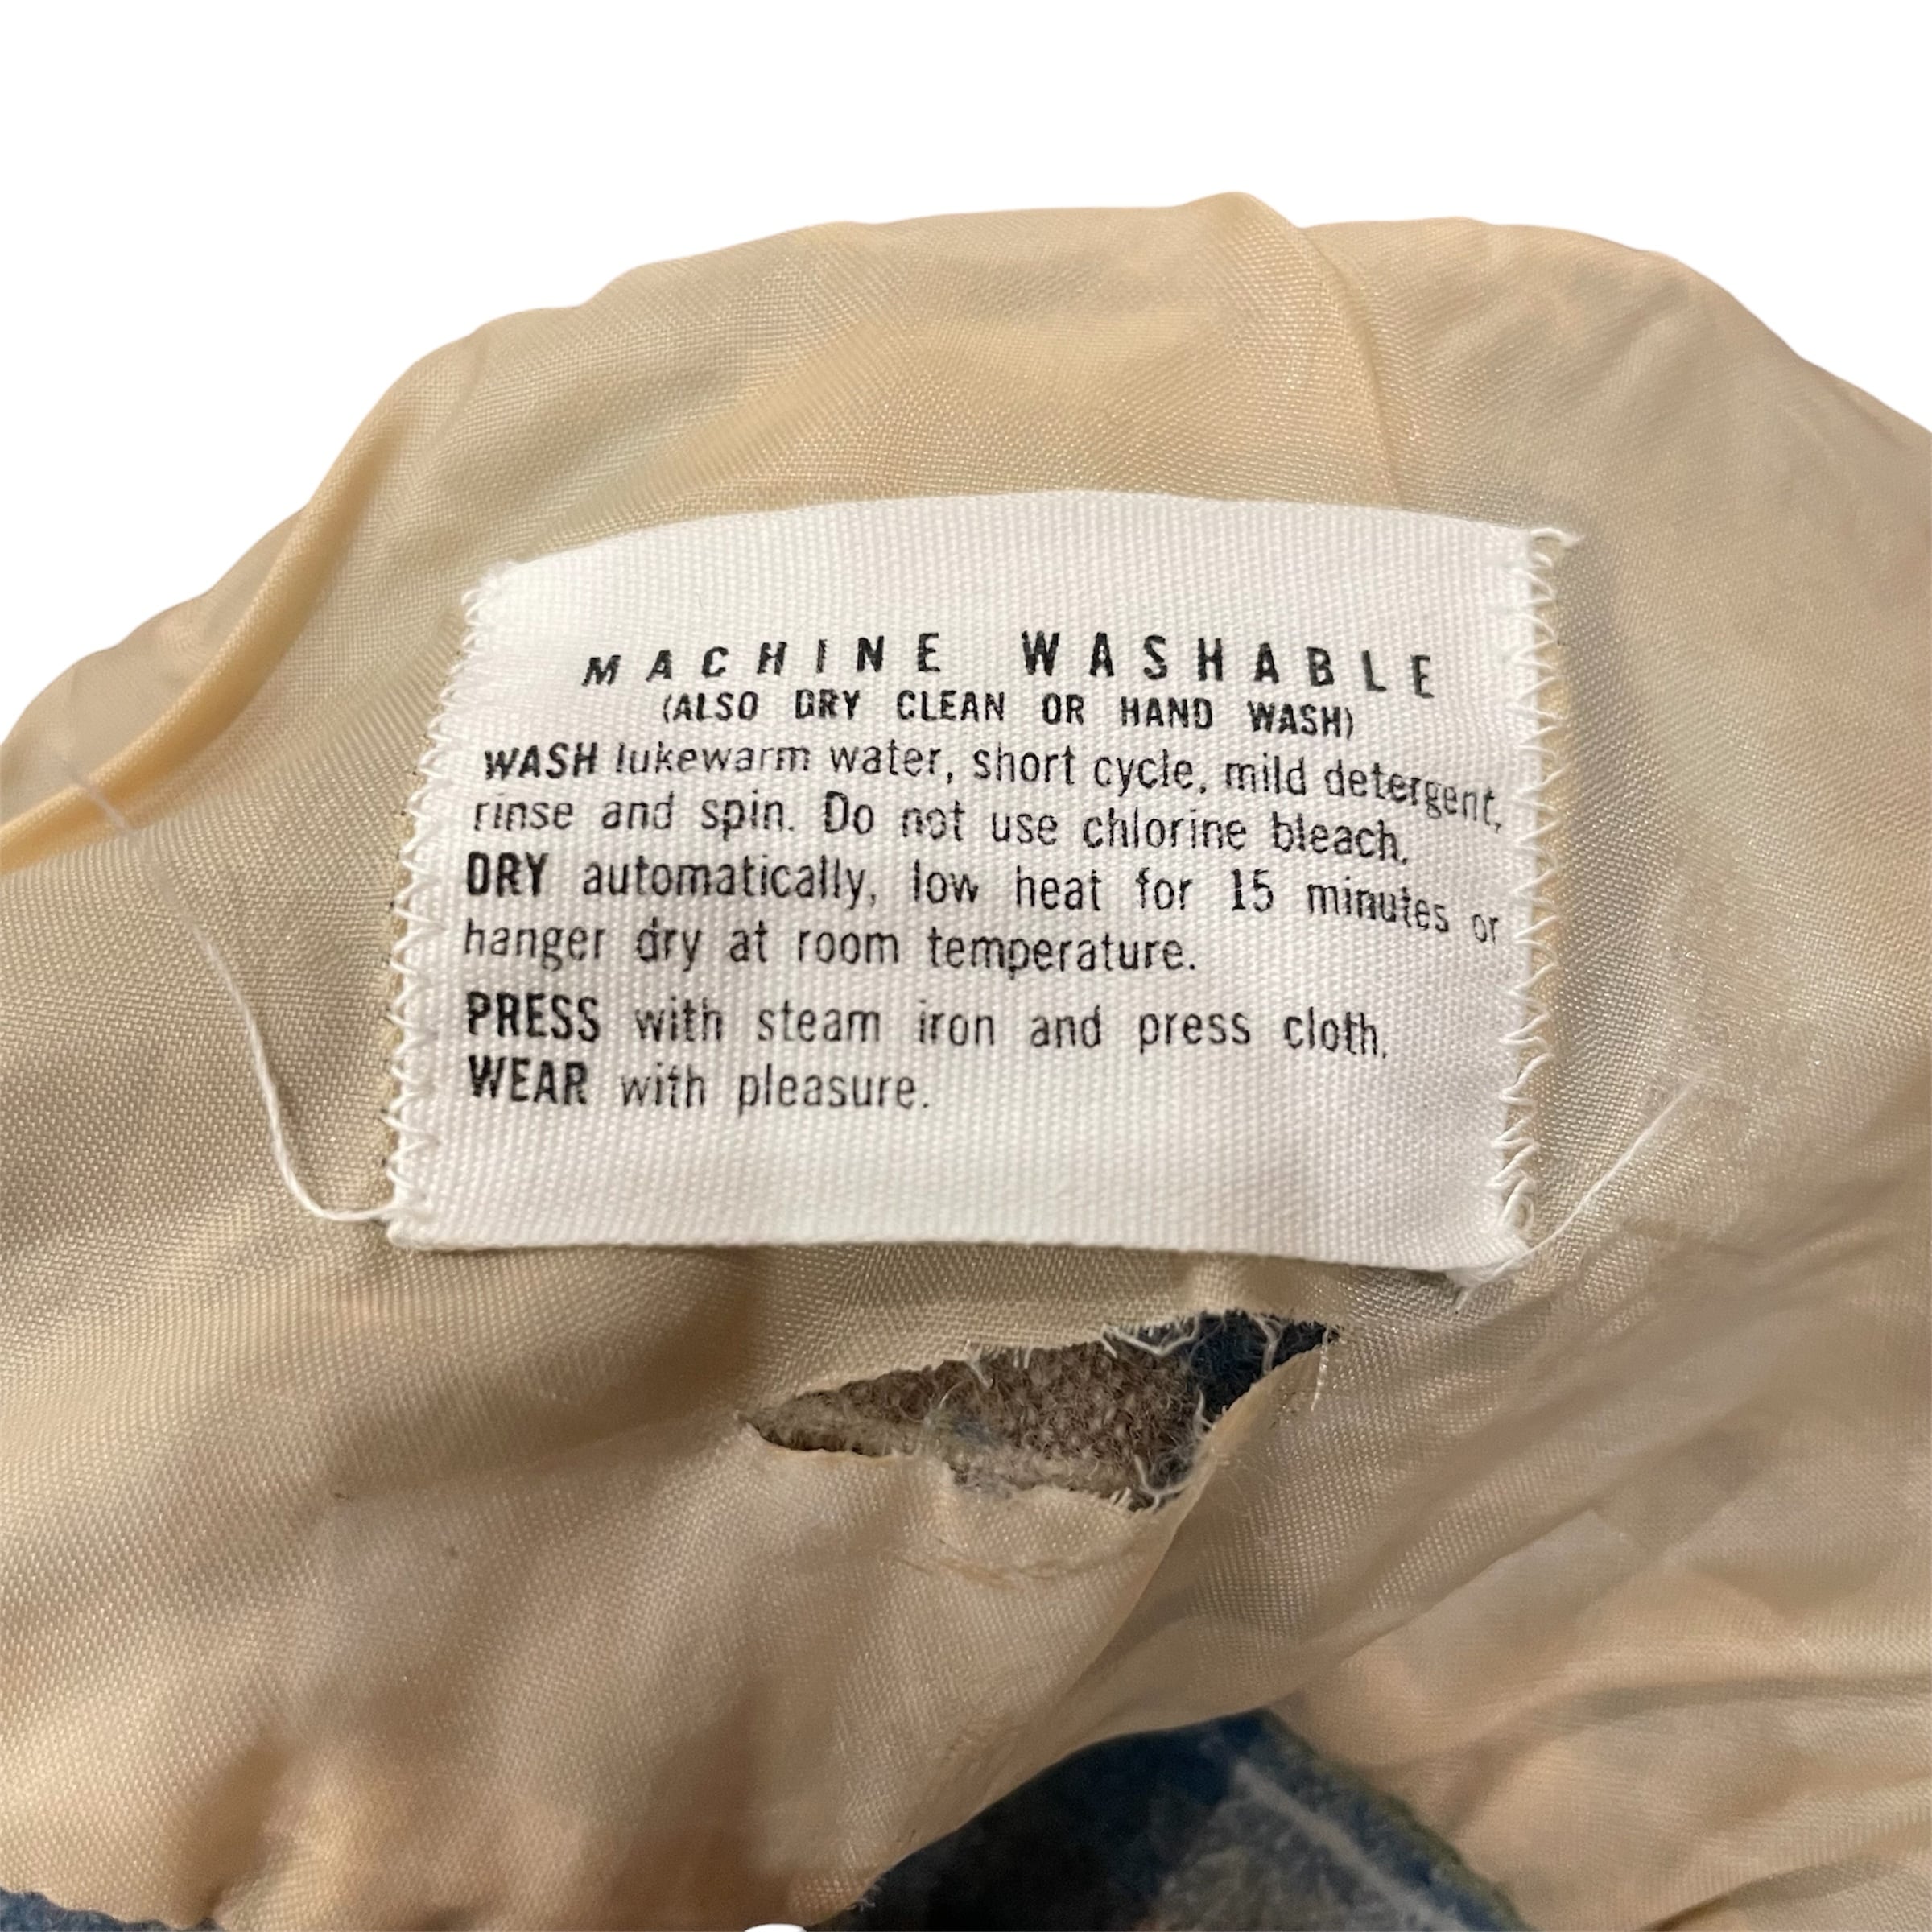 MACHINE WASHABLE
(ALSO DRY CLEAN OR HAND WASH)
WASH lukewarm water, short cycle, mild detergent,
rinse and spin. Do not use chlorine bleach.
DRY automatically, low heat for 15 minutes or
hanger dry at room temperature.
PRESS with steam iron and press cloth.
WEAR with pleasure.